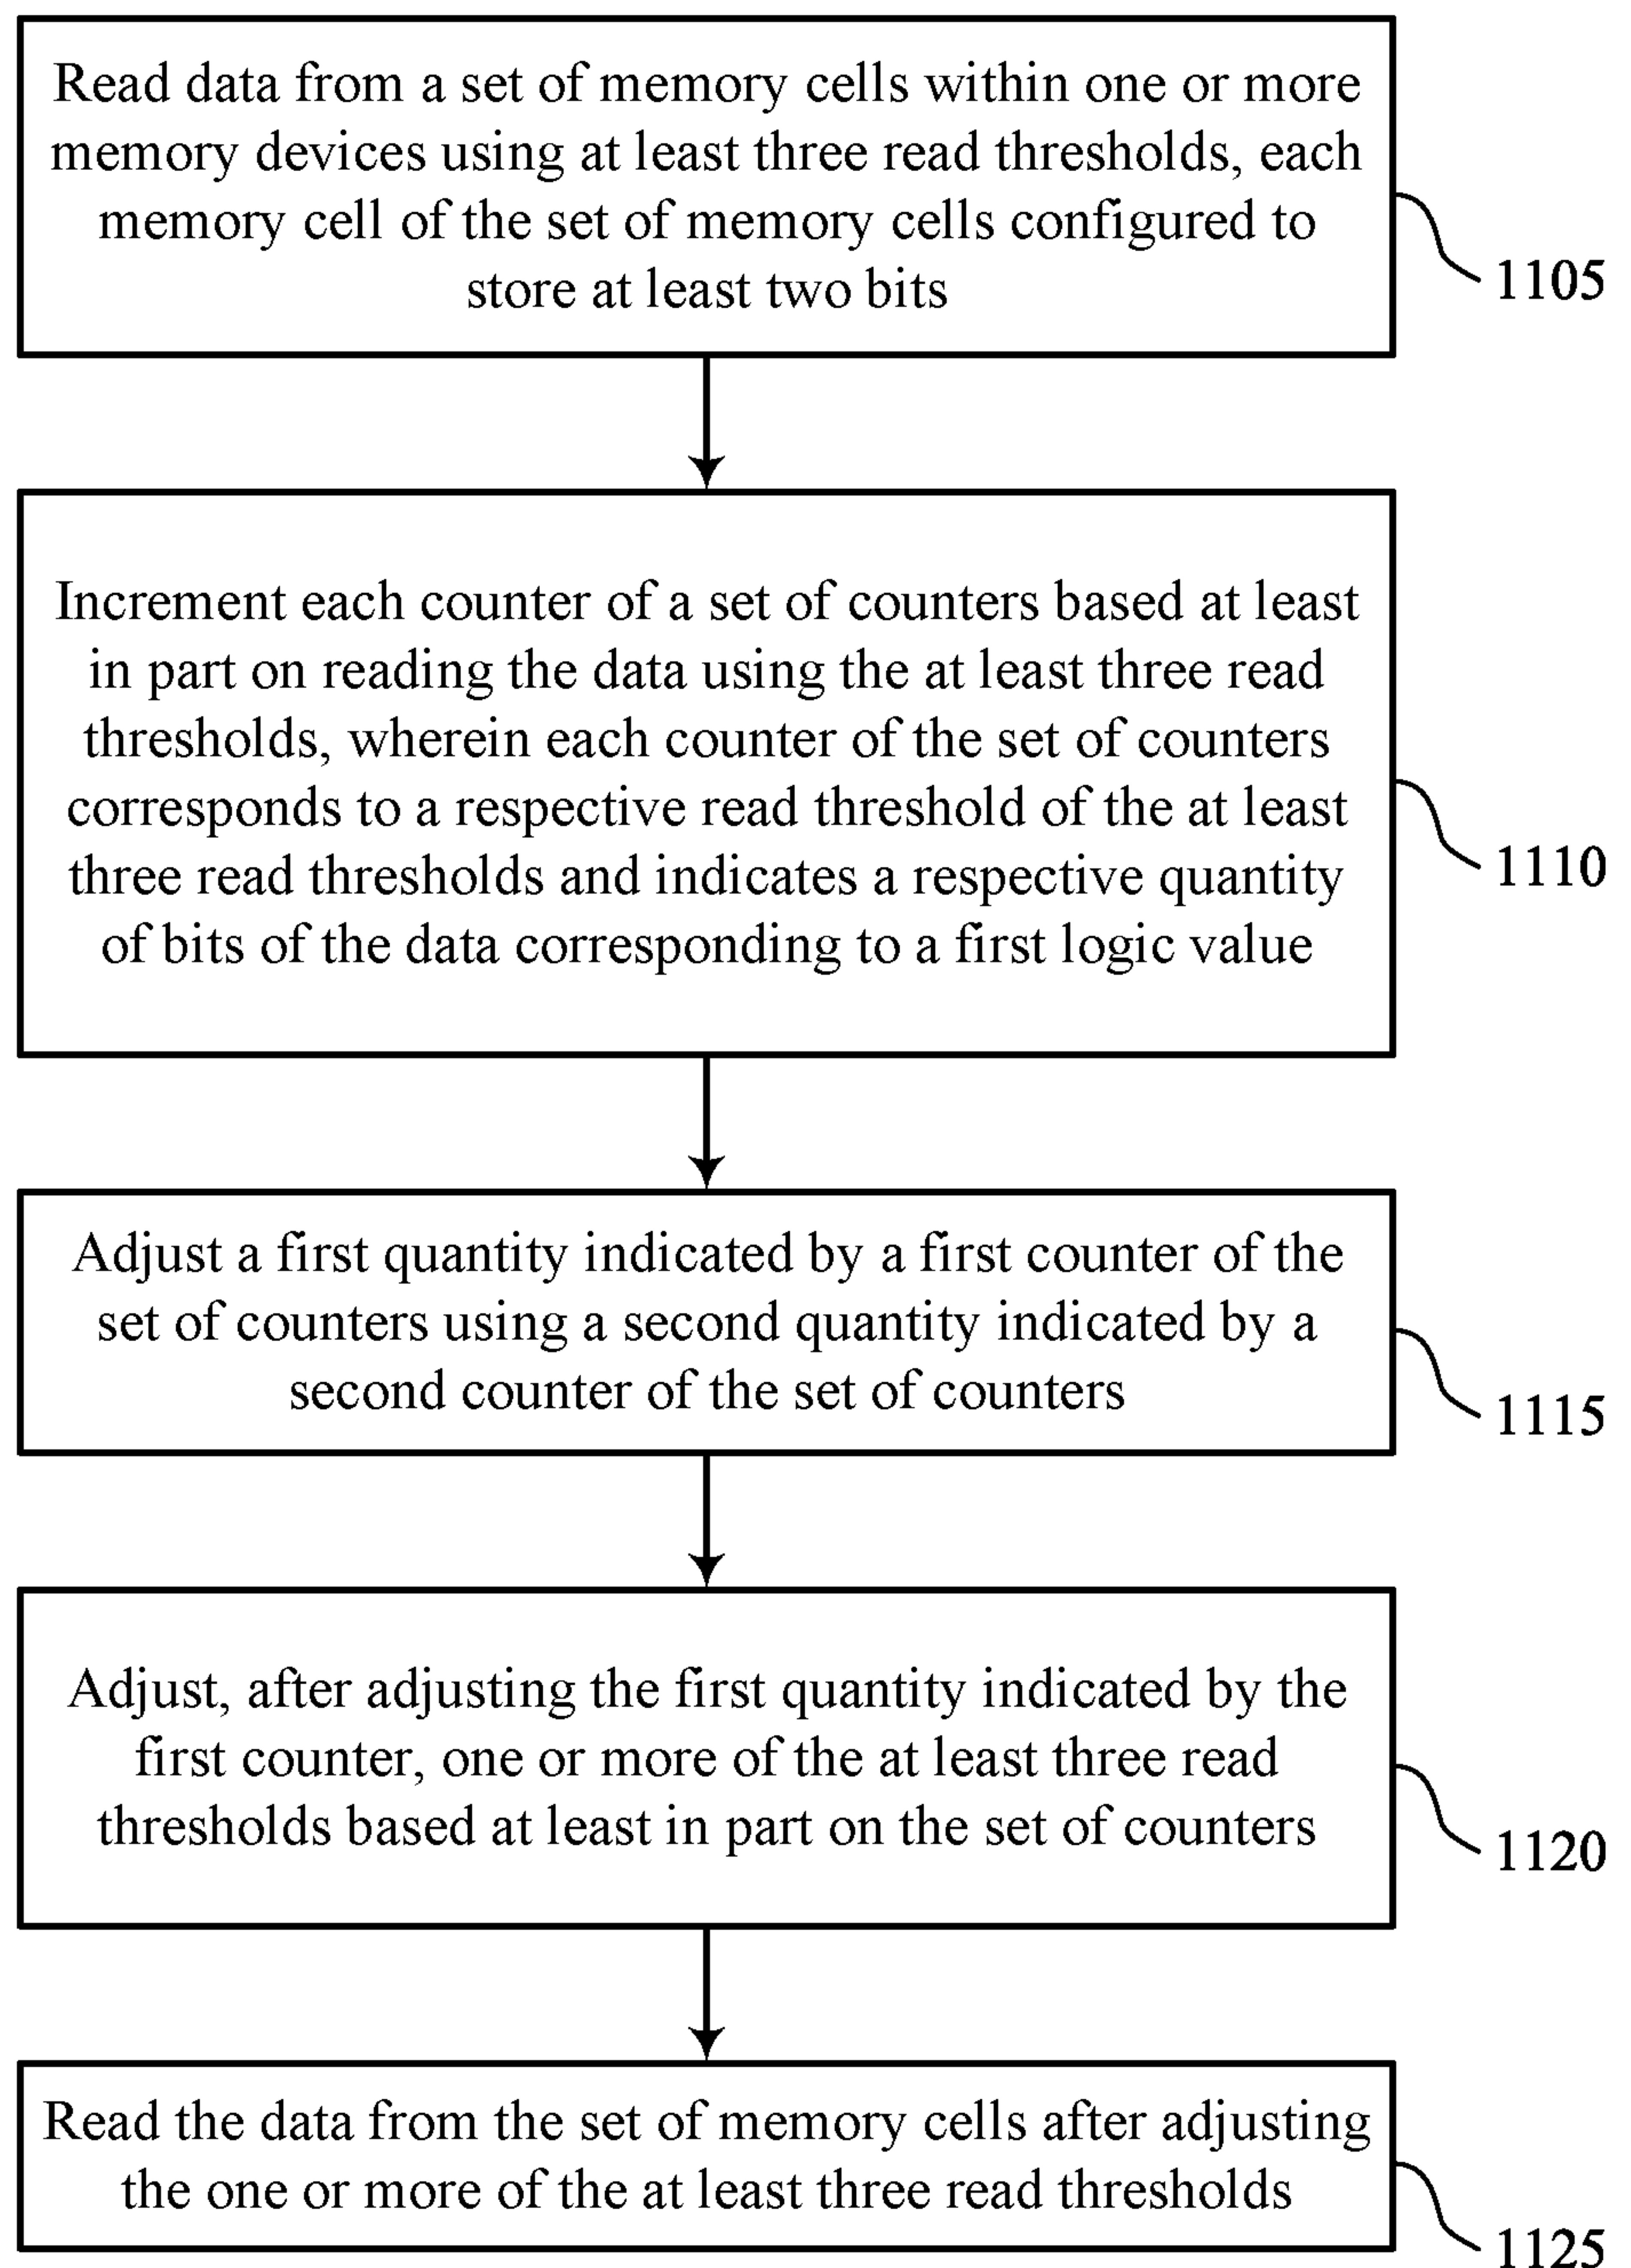 Read data from a set of memory cells within one or more
memory devices using at least three read thresholds, each
memory cell of the set of memory cells configured to
store at least two bits
1105
Increment each counter of a set of counters based at least
in part on reading the data using the at least three read
thresholds, wherein each counter of the set of counters
corresponds to a respective read threshold of the at least
three read thresholds and indicates a respective quantity
of bits of the data corresponding to a first logic value
1110
Adjust a first quantity indicated by a first counter of the
set of counters using a second quantity indicated by a
second counter of the set of counters
1115
Adjust, after adjusting the first quantity indicated by the
first counter, one or more of the at least three read
thresholds based at least in part on the set of counters
1120
Read the data from the set of memory cells after adjusting
the one or more of the at least three read thresholds
1125